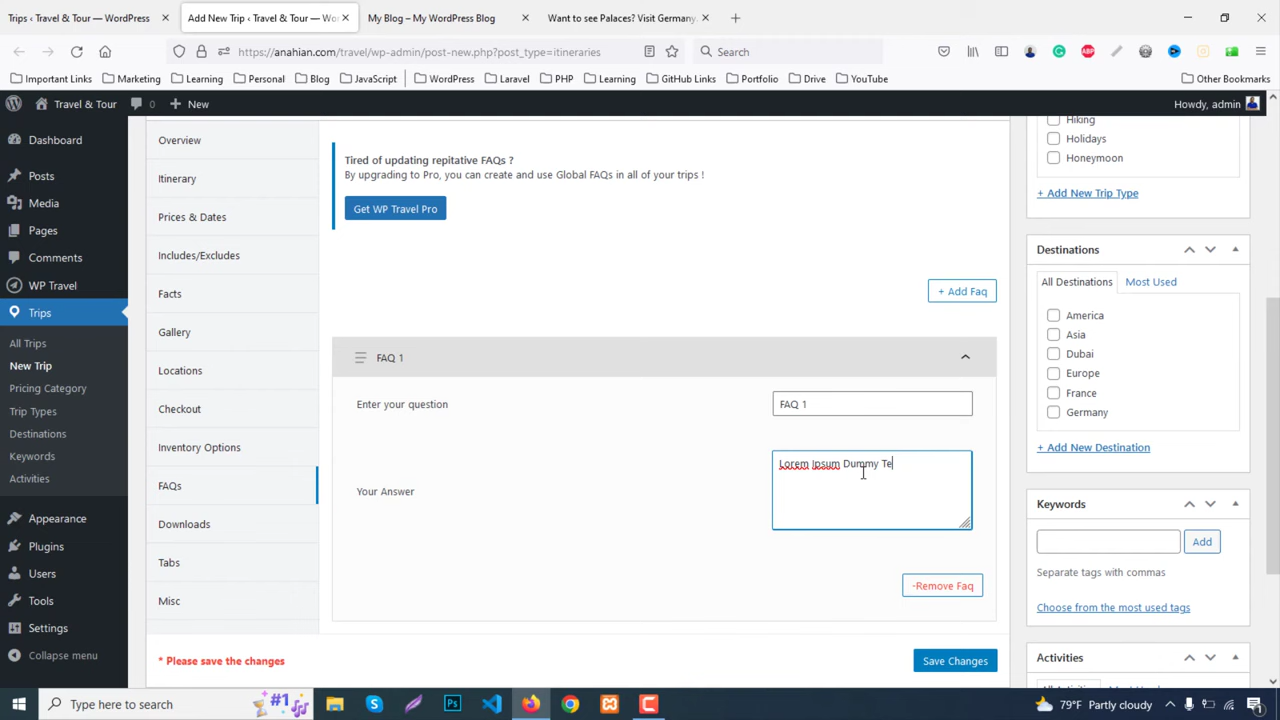 Trips ‹ Travel & Tour — WordPress
Add New Trip ‹ Travel & Tour — Wo
My Blog – My WordPress Blog
Want to see Palaces? Visit Germany.
https://anahian.com/travel/wp-admin/post-new.php?post_type=itineraries
Search
Important Links
Marketing
Learning
Personal
Blog
JavaScript
WordPress
Laravel
PHP
Learning
GitHub Links
Portfolio
Drive
YouTube
Other Bookmarks
Travel & Tour
0
New
Howdy, admin
Dashboard
Posts
Media
Pages
Comments
WP Travel
Trips
All Trips
New Trip
Pricing Category
Trip Types
Destinations
Keywords
Activities
Appearance
Plugins
Users
Tools
Settings
Collapse menu
Overview
Itinerary
Prices & Dates
Includes/Excludes
Facts
Gallery
Locations
Checkout
Inventory Options
FAQs
Downloads
Tabs
Misc
Tired of updating repitative FAQs ?
By upgrading to Pro, you can create and use Global FAQs in all of your trips !
Get WP Travel Pro
+ Add Faq
FAQ 1
Enter your question
FAQ 1
Your Answer
Lorem Ipsum Dummy Te
-Remove Faq
* Please save the changes
Save Changes
Hiking
Holidays
Honeymoon
+ Add New Trip Type
Destinations
All Destinations
Most Used
America
Asia
Dubai
Europe
France
Germany
+ Add New Destination
Keywords
Add
Separate tags with commas
Choose from the most used tags
Activities
Type here to search
#1
Ps
79°F Partly cloudy